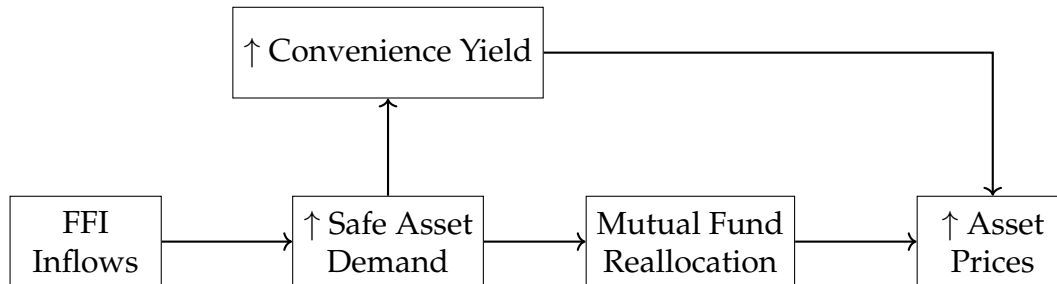 ↑ Convenience Yield
FFI
Inflows
↑ Safe Asset
Demand
Mutual Fund
Reallocation
↑ Asset
Prices